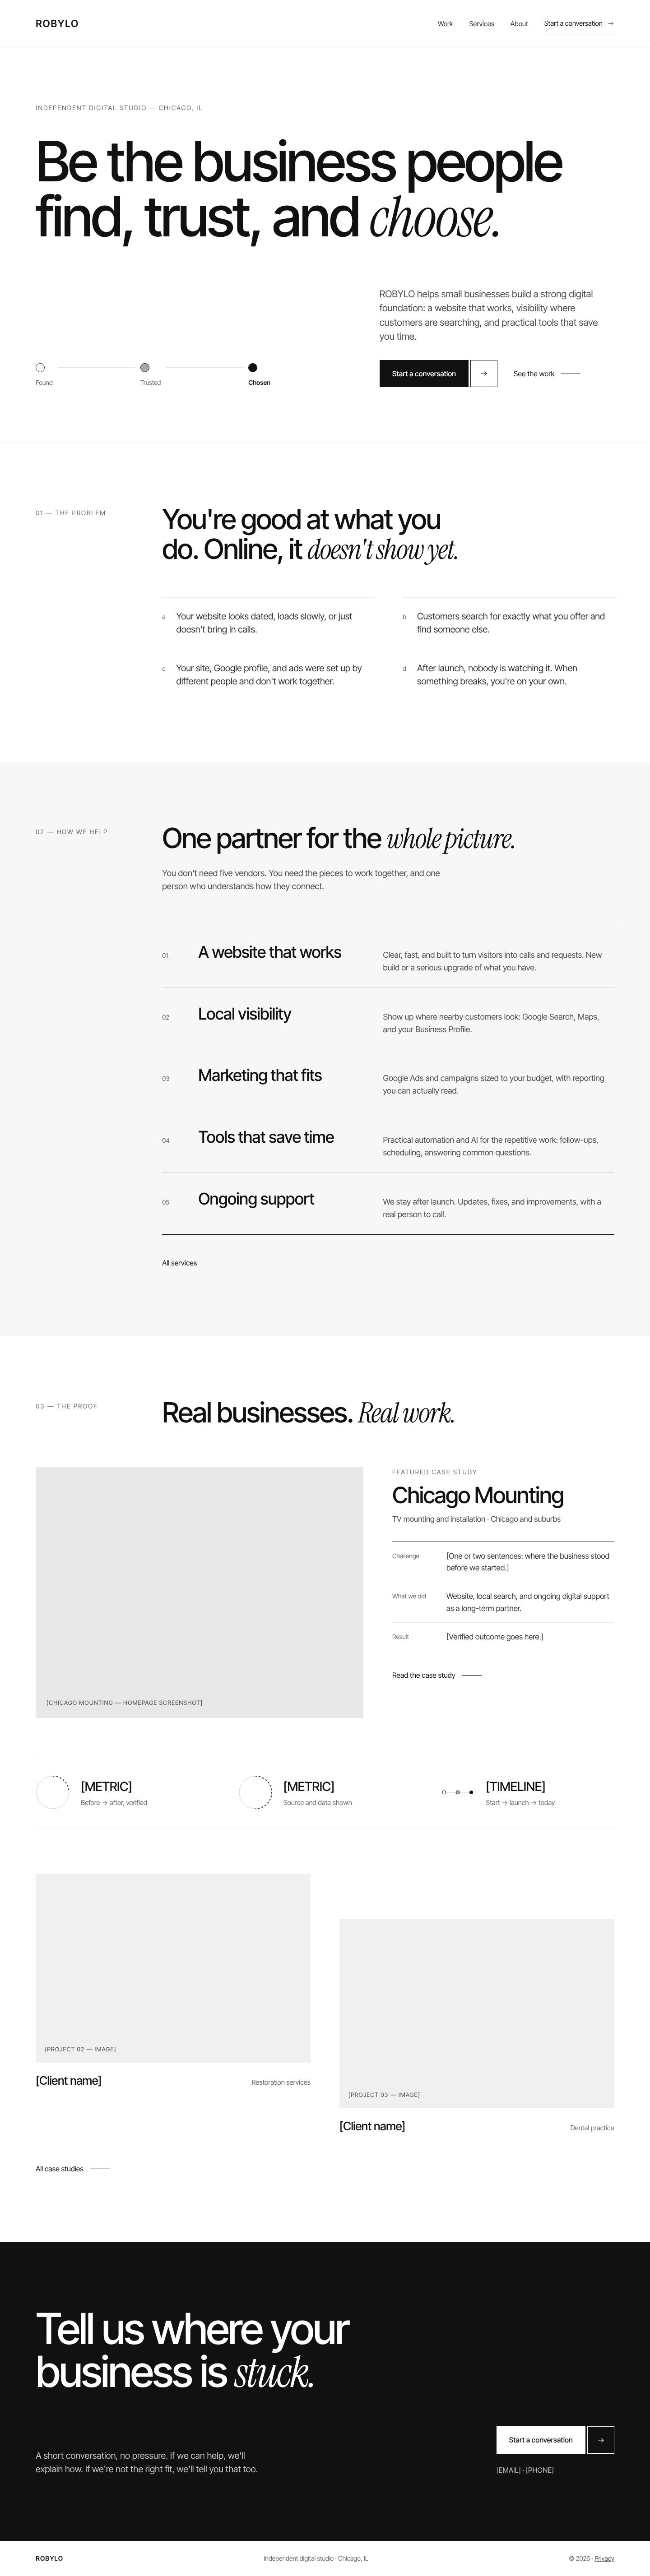 ROBYLO
Work
Services
About
Start a conversation →
INDEPENDENT DIGITAL STUDIO — CHICAGO, IL
Be the business people
find, trust, and choose.
ROBYLO helps small businesses build a strong digital
foundation: a website that works, visibility where
customers are searching, and practical tools that save
you time.
Found
Trusted
Chosen
Start a conversation
→
See the work
01 — THE PROBLEM
You're good at what you
do. Online, it doesn't show yet.
a
Your website looks dated, loads slowly, or just
doesn't bring in calls.
b
Customers search for exactly what you offer and
find someone else.
c
Your site, Google profile, and ads were set up by
different people and don't work together.
d
After launch, nobody is watching it. When
something breaks, you're on your own.
02 — HOW WE HELP
One partner for the whole picture.
You don't need five vendors. You need the pieces to work together, and one
person who understands how they connect.
01
A website that works
Clear, fast, and built to turn visitors into calls and requests. New
build or a serious upgrade of what you have.
02
Local visibility
Show up where nearby customers look: Google Search, Maps,
and your Business Profile.
03
Marketing that fits
Google Ads and campaigns sized to your budget, with reporting
you can actually read.
04
Tools that save time
Practical automation and AI for the repetitive work: follow-ups,
scheduling, answering common questions.
05
Ongoing support
We stay after launch. Updates, fixes, and improvements, with a
real person to call.
All services
03 — THE PROOF
Real businesses. Real work.
[CHICAGO MOUNTING — HOMEPAGE SCREENSHOT]
FEATURED CASE STUDY
Chicago Mounting
TV mounting and installation · Chicago and suburbs
Challenge
[One or two sentences: where the business stood
before we started.]
What we did
Website, local search, and ongoing digital support
as a long-term partner.
Result
[Verified outcome goes here.]
Read the case study
[METRIC]
Before → after, verified
[METRIC]
Source and date shown
[TIMELINE]
Start → launch → today
[PROJECT 02 — IMAGE]
[Client name]
Restoration services
[PROJECT 03 — IMAGE]
[Client name]
Dental practice
All case studies
Tell us where your
business is stuck.
A short conversation, no pressure. If we can help, we'll
explain how. If we're not the right fit, we'll tell you that too.
Start a conversation
→
[EMAIL] · [PHONE]
ROBYLO
Independent digital studio · Chicago, IL
© 2026 · Privacy